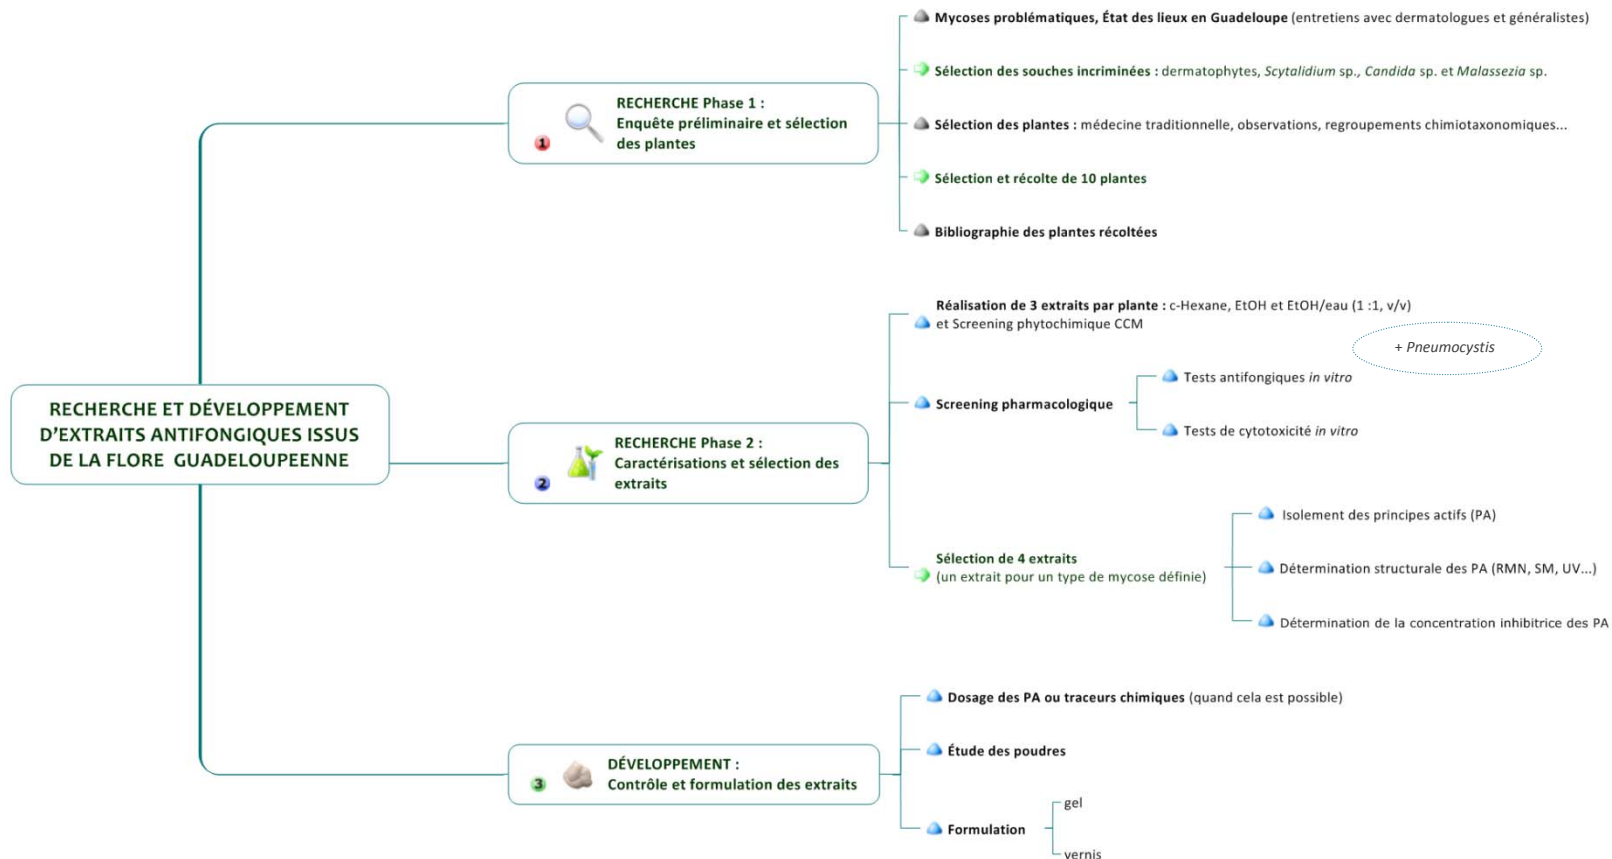 RECHERCHE ET DÉVELOPPEMENT
D'EXTRAITS ANTIFONGIQUES ISSUS
DE LA FLORE GUADELOUPEENNE
1
RECHERCHE Phase 1 :
Enquête préliminaire et sélection
des plantes
Mycoses problématiques, État des lieux en Guadeloupe (entretiens avec dermatologues et généralistes)
Sélection des souches incriminées : dermatophytes, Scytalidium sp., Candida sp. et Malassezia sp.
Sélection des plantes : médecine traditionnelle, observations, regroupements chimiotaxonomiques...
Sélection et récolte de 10 plantes
Bibliographie des plantes récoltées
2
RECHERCHE Phase 2 :
Caractérisations et sélection des
extraits
Réalisation de 3 extraits par plante : c-Hexane, EtOH et EtOH/eau (1 :1, v/v)
et Screening phytochimique CCM
+ Pneumocystis
Screening pharmacologique
Tests antifongiques in vitro
Tests de cytotoxicité in vitro
Sélection de 4 extraits
(un extrait pour un type de mycose définie)
Isolement des principes actifs (PA)
Détermination structurale des PA (RMN, SM, UV...)
Détermination de la concentration inhibitrice des PA
3
DÉVELOPPEMENT :
Contrôle et formulation des extraits
Dosage des PA ou traceurs chimiques (quand cela est possible)
Étude des poudres
Formulation
gel
vernis